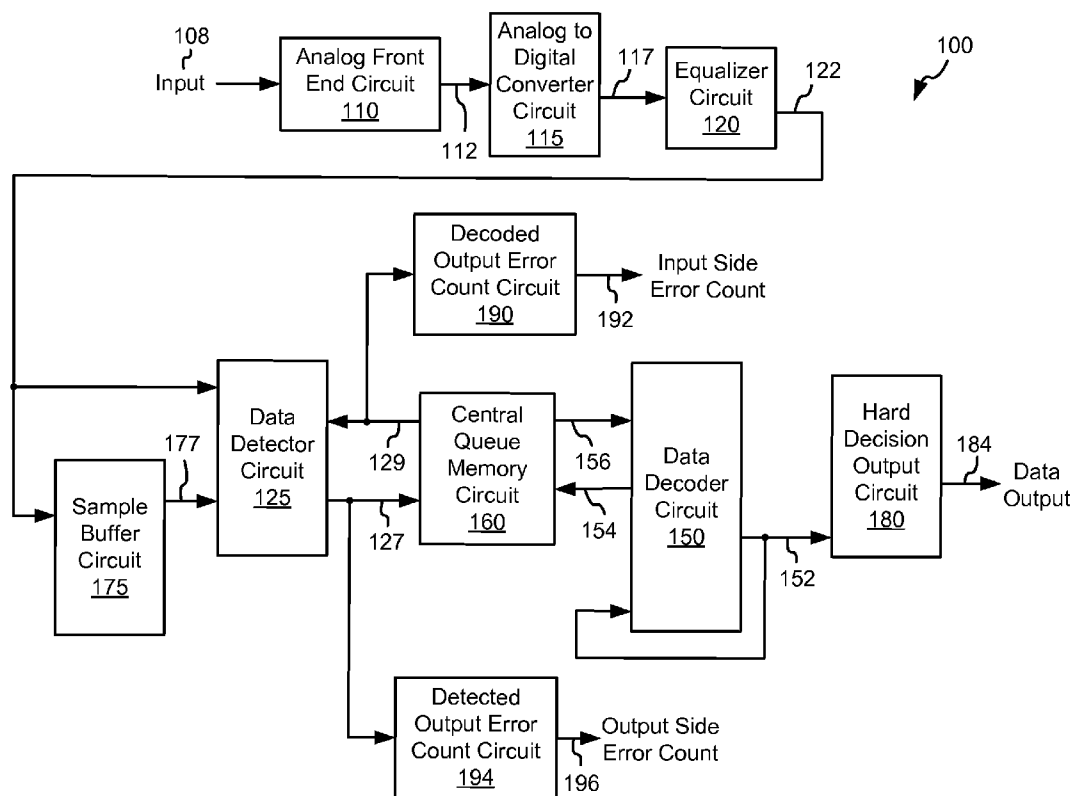 108
Input
Analog Front
End Circuit
110
112
Analog to
Digital
Converter
Circuit
115
117
Equalizer
Circuit
120
122
100
Decoded
Output Error
Count Circuit
190
192
Input Side
Error Count
Sample
Buffer
Circuit
175
177
Data
Detector
Circuit
125
129
127
Central
Queue
Memory
Circuit
160
156
154
Data
Decoder
Circuit
150
152
Hard
Decision
Output
Circuit
180
184
Data
Output
Detected
Output Error
Count Circuit
194
196
Output Side
Error Count